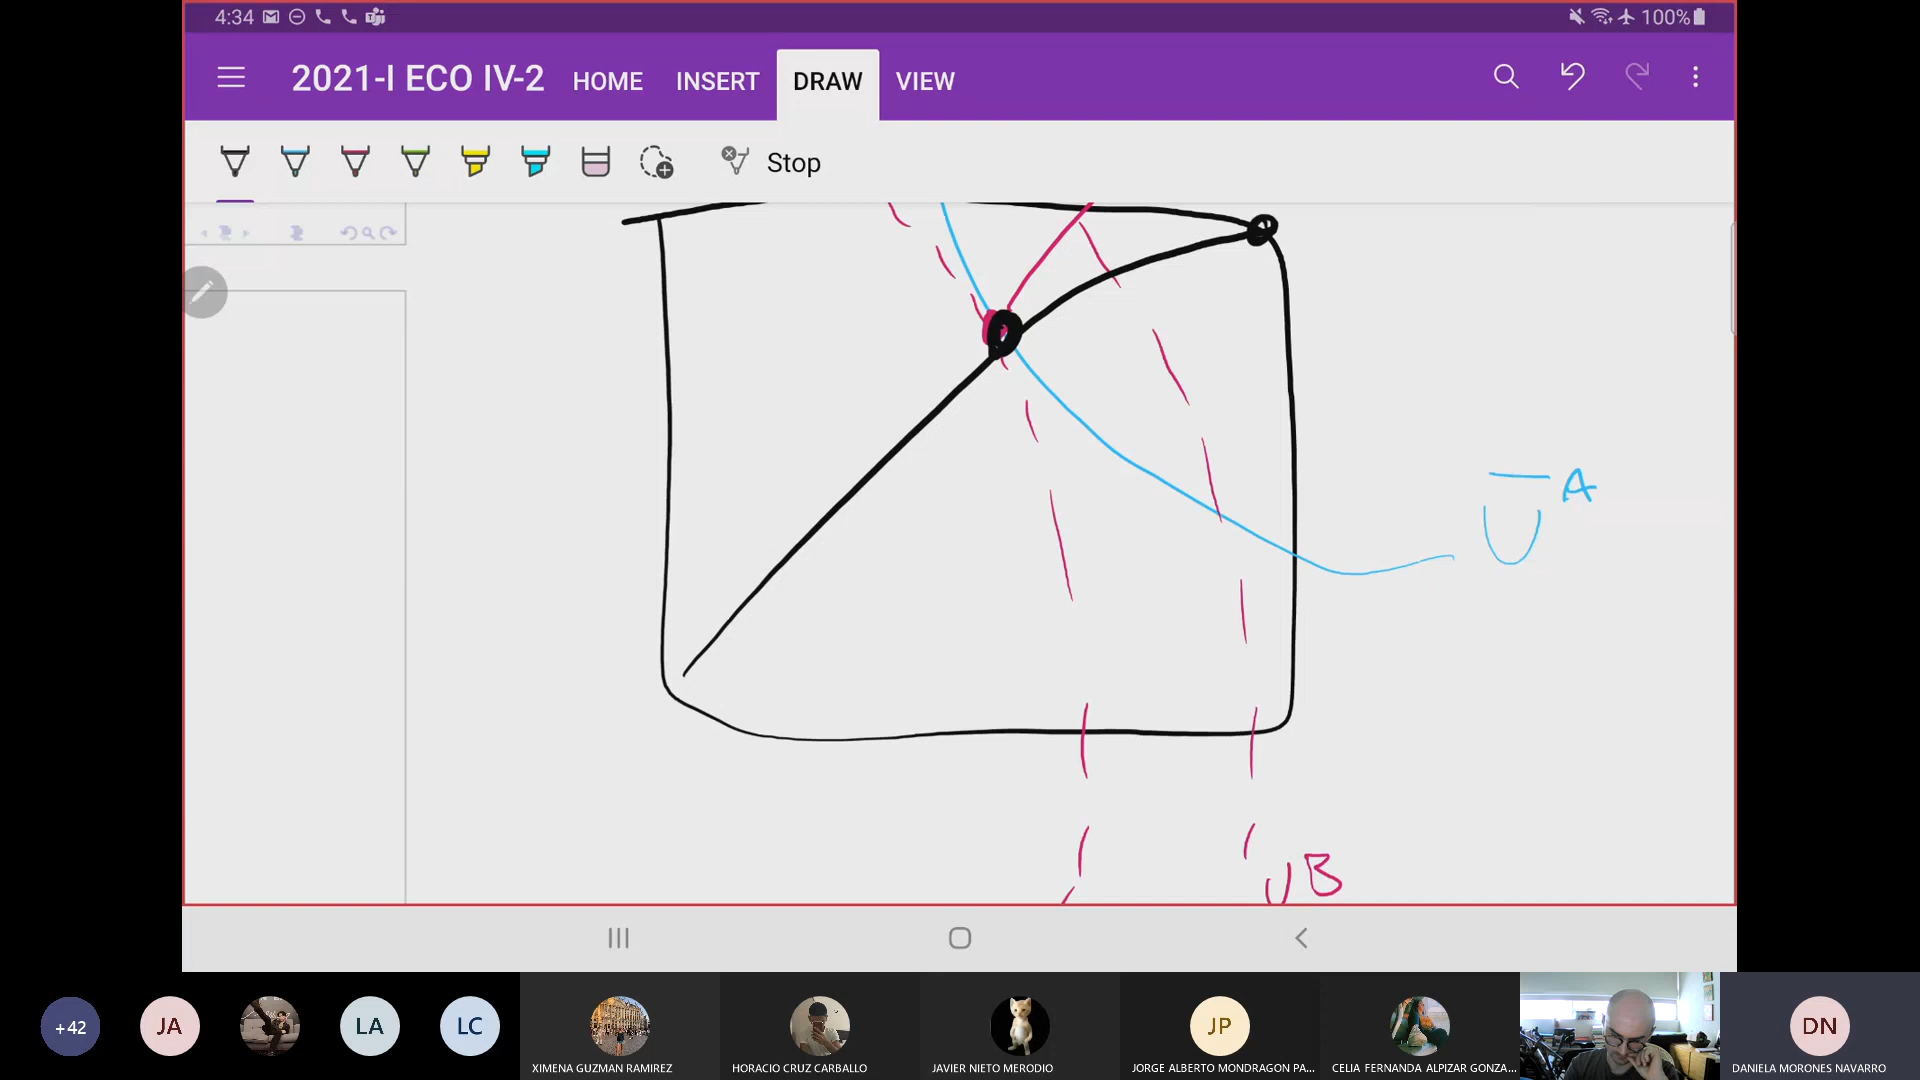 4:34 100%
2021-I ECO IV-2 HOME INSERT DRAW VIEW
Stop
U A
UB
+42 JA LA LC JP DN
XIMENA GUZMAN RAMIREZ HORACIO CRUZ CARBALLO JAVIER NIETO MERODIO JORGE ALBERTO MONDRAGON PA... CELIA FERNANDA ALPIZAR GONZA... DANIELA MORONES NAVARRO